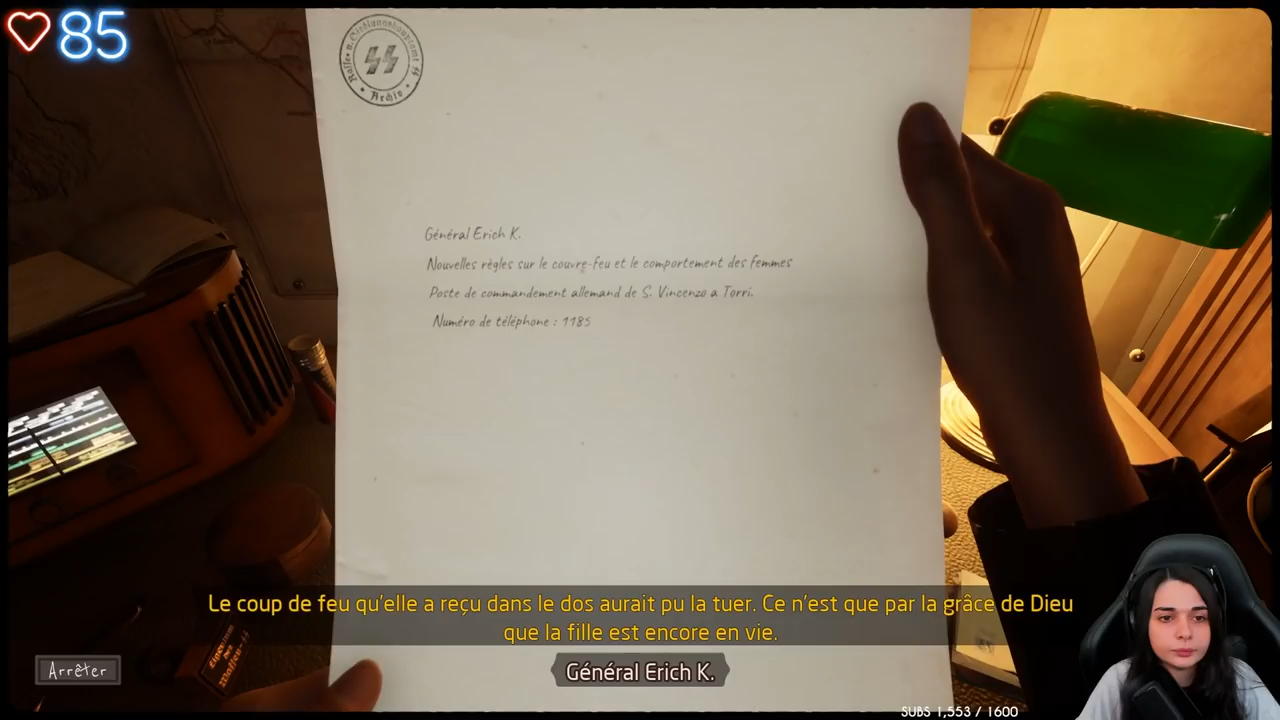 85
Rasse- u. Siedlungshauptamt SS
Archiv
Général Erich K.
Nouvelles règles sur le couvre-feu et le comportement des femmes
Poste de commandement allemand de S. Vincenzo a Torri.
Numéro de téléphone : 1185
Le coup de feu qu'elle a reçu dans le dos aurait pu la tuer. Ce n'est que par la grâce de Dieu
que la fille est encore en vie.
Arrêter
Général Erich K.
SUBS 1,553 / 1600